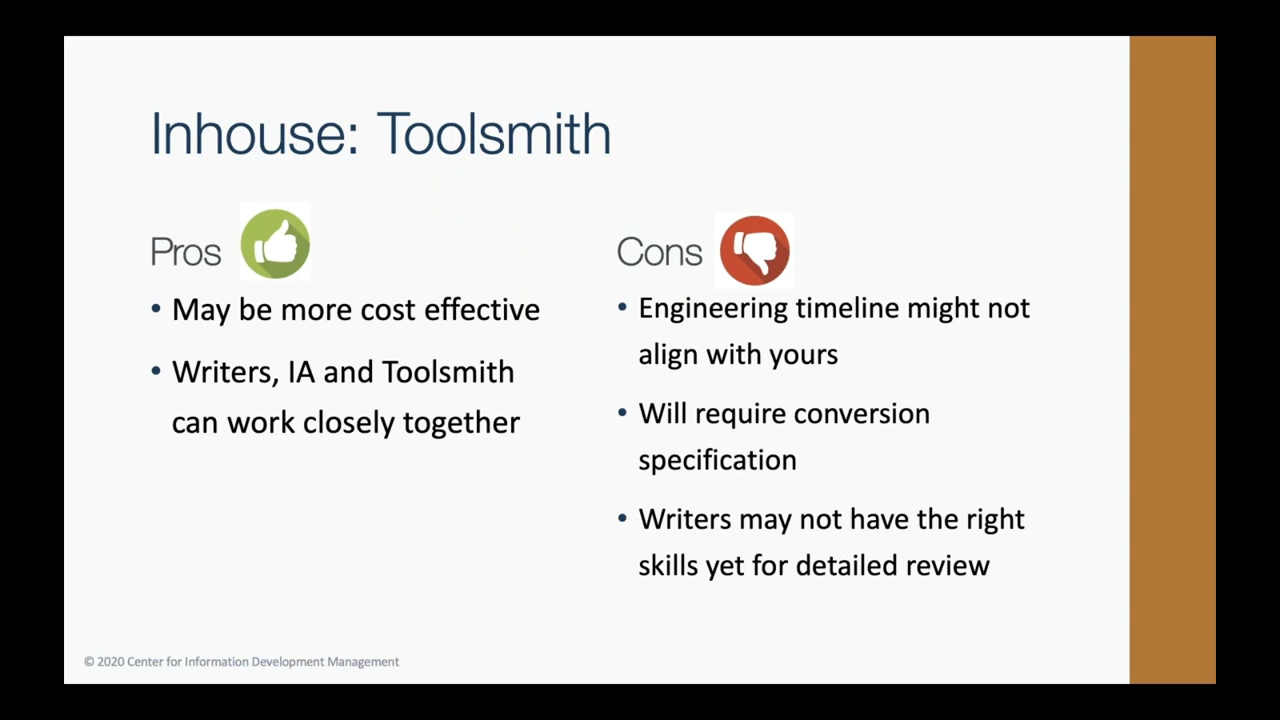 Inhouse: Toolsmith
Pros
• May be more cost effective
• Writers, IA and Toolsmith
can work closely together
Cons
• Engineering timeline might not
align with yours
• Will require conversion
specification
• Writers may not have the right
skills yet for detailed review
© 2020 Center for Information Development Management